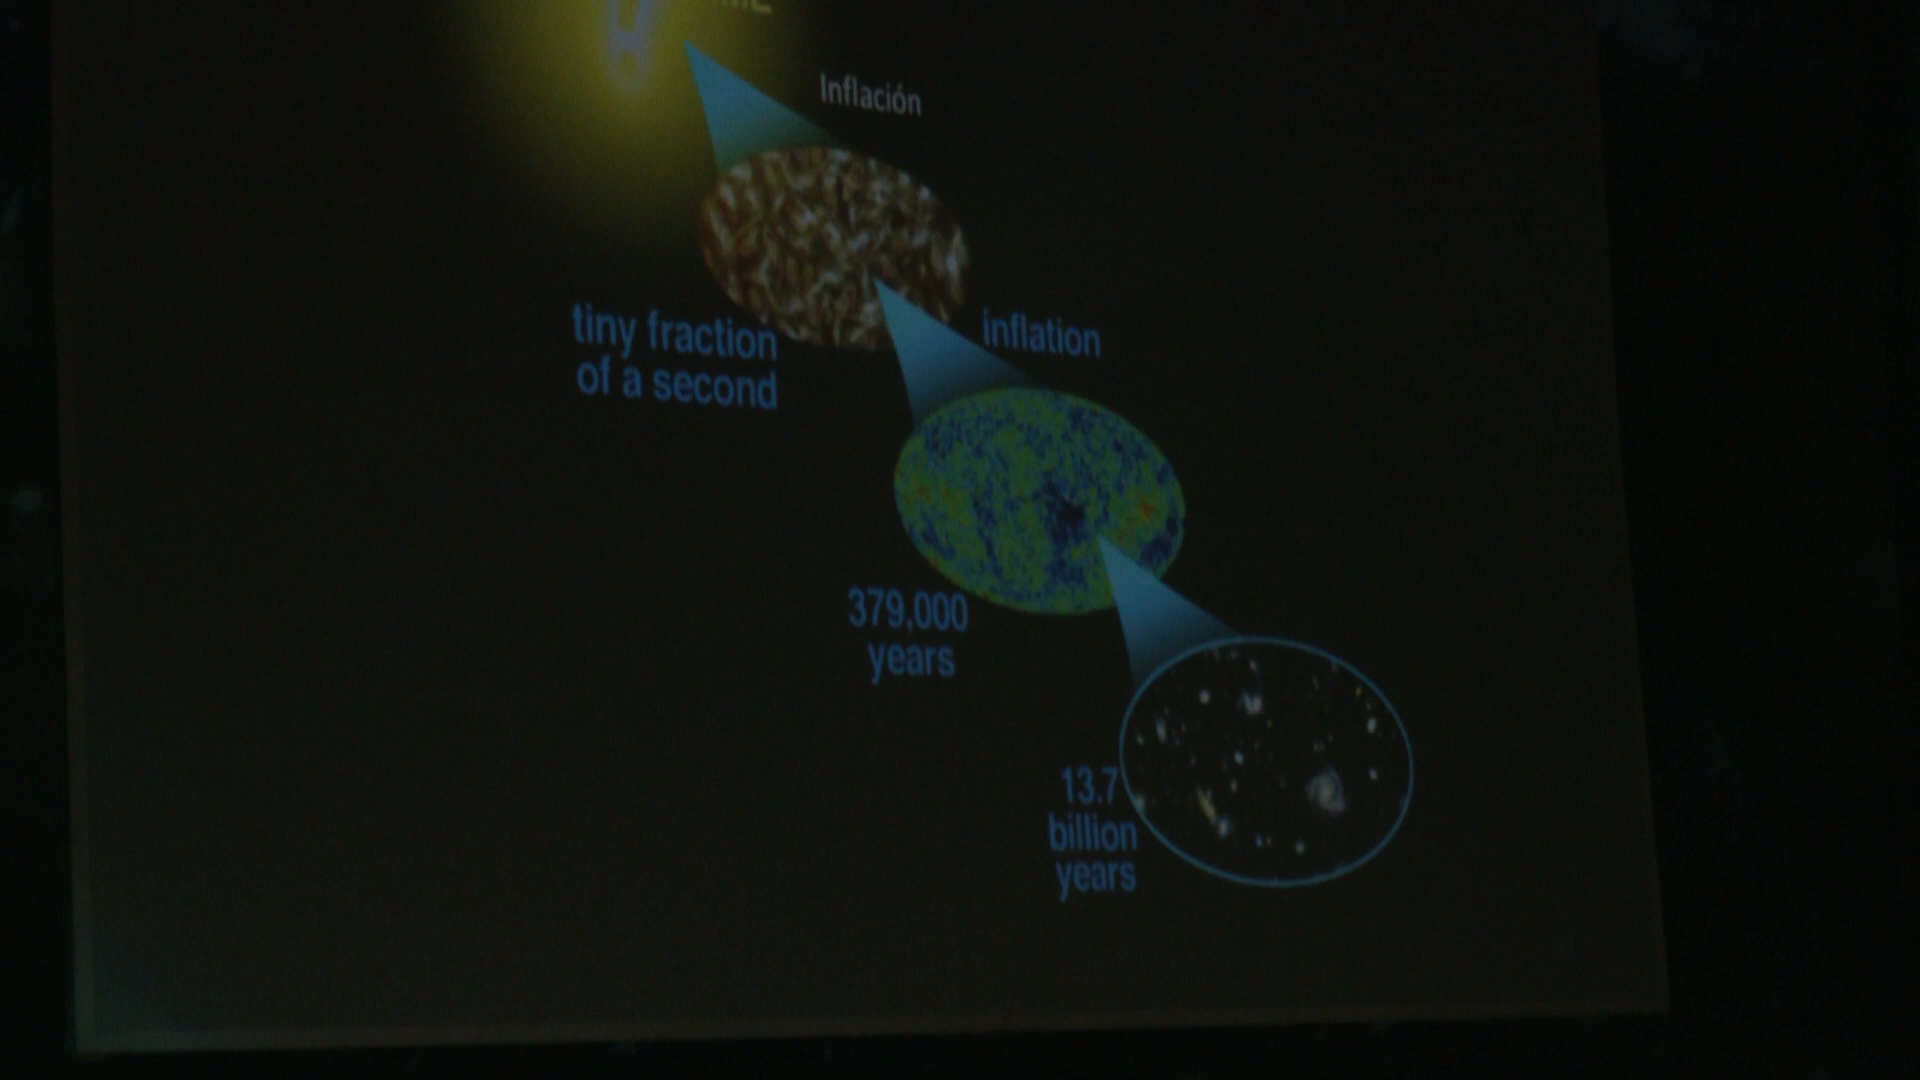 Inflación
tiny fraction
of a second
inflation
379,000
years
13.7
billion
years